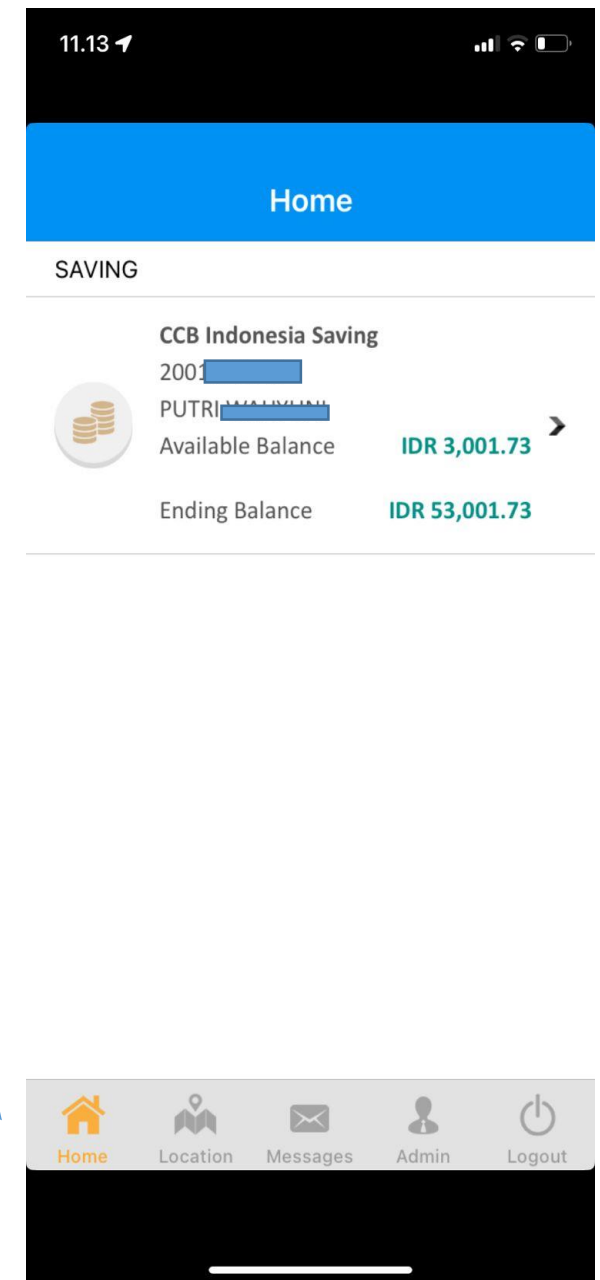 11.13
Home
SAVING
CCB Indonesia Saving
2001
PUTRI
Available Balance IDR 3,001.73
Ending Balance IDR 53,001.73
Home Location Messages Admin Logout